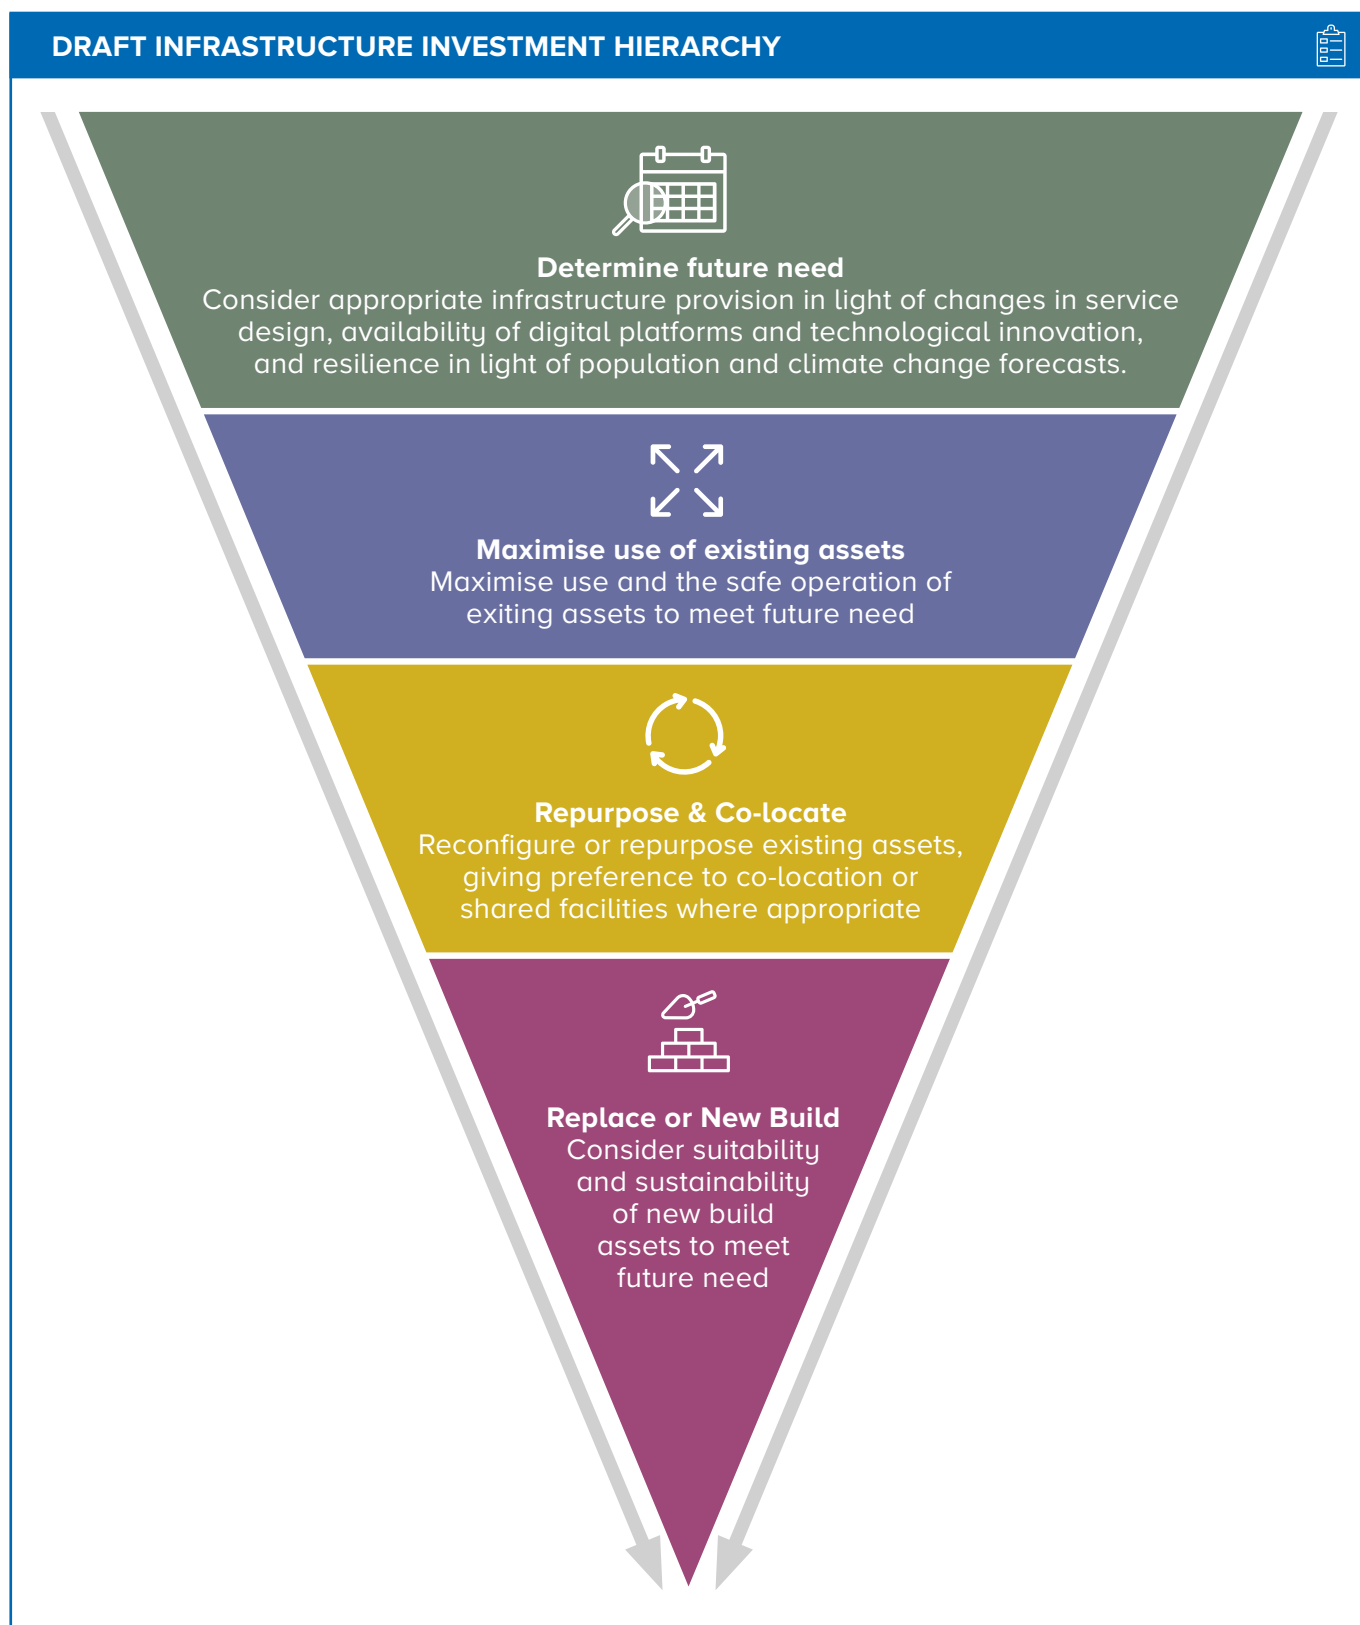 DRAFT INFRASTRUCTURE INVESTMENT HIERARCHY
Determine future need
Consider appropriate infrastructure provision in light of changes in service
design, availability of digital platforms and technological innovation,
and resilience in light of population and climate change forecasts.
Maximise use of existing assets
Maximise use and the safe operation of
exiting assets to meet future need
Repurpose & Co-locate
Reconfigure or repurpose existing assets,
giving preference to co-location or
shared facilities where appropriate
Replace or New Build
Consider suitability
and sustainability
of new build
assets to meet
future need